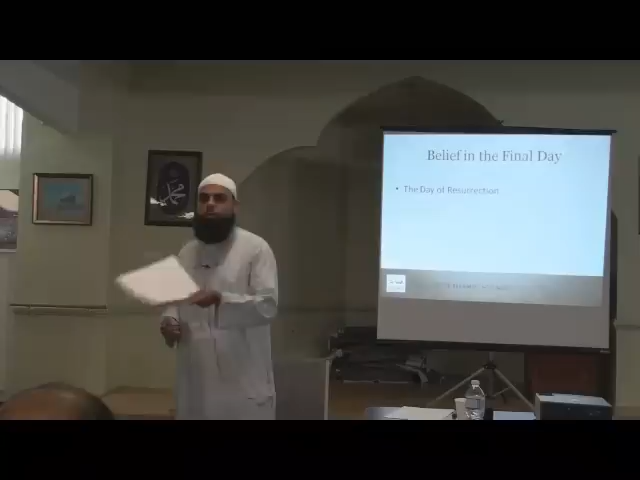 Belief in the Final Day
• The Day of Resurrection